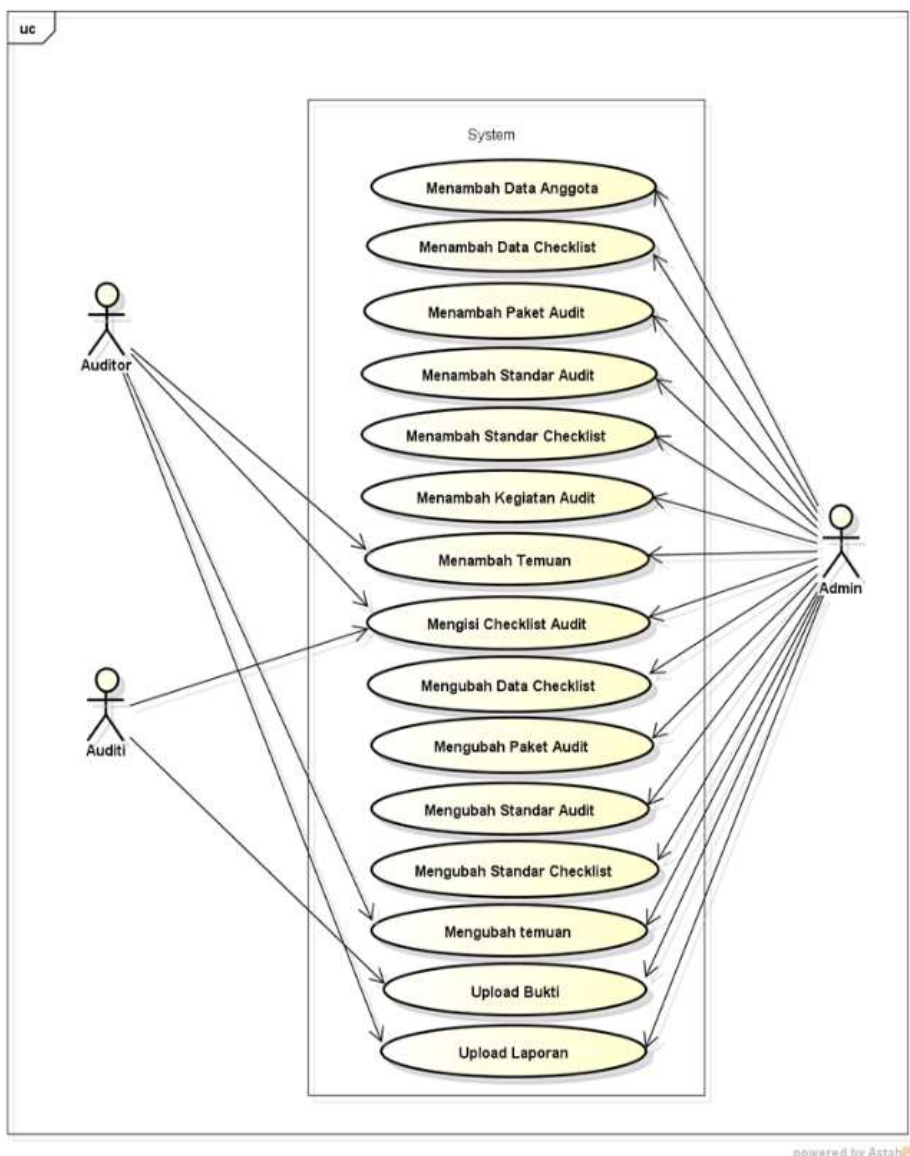 uc
System
Menambah Data Anggota
Menambah Data Checklist
Menambah Paket Audit
Menambah Standar Audit
Menambah Standar Checklist
Menambah Kegiatan Audit
Menambah Temuan
Mengisi Checklist Audit
Mengubah Data Checklist
Mengubah Paket Audit
Mengubah Standar Audit
Mengubah Standar Checklist
Mengubah temuan
Upload Bukti
Upload Laporan
Auditor
Auditi
Admin
powered by Astah